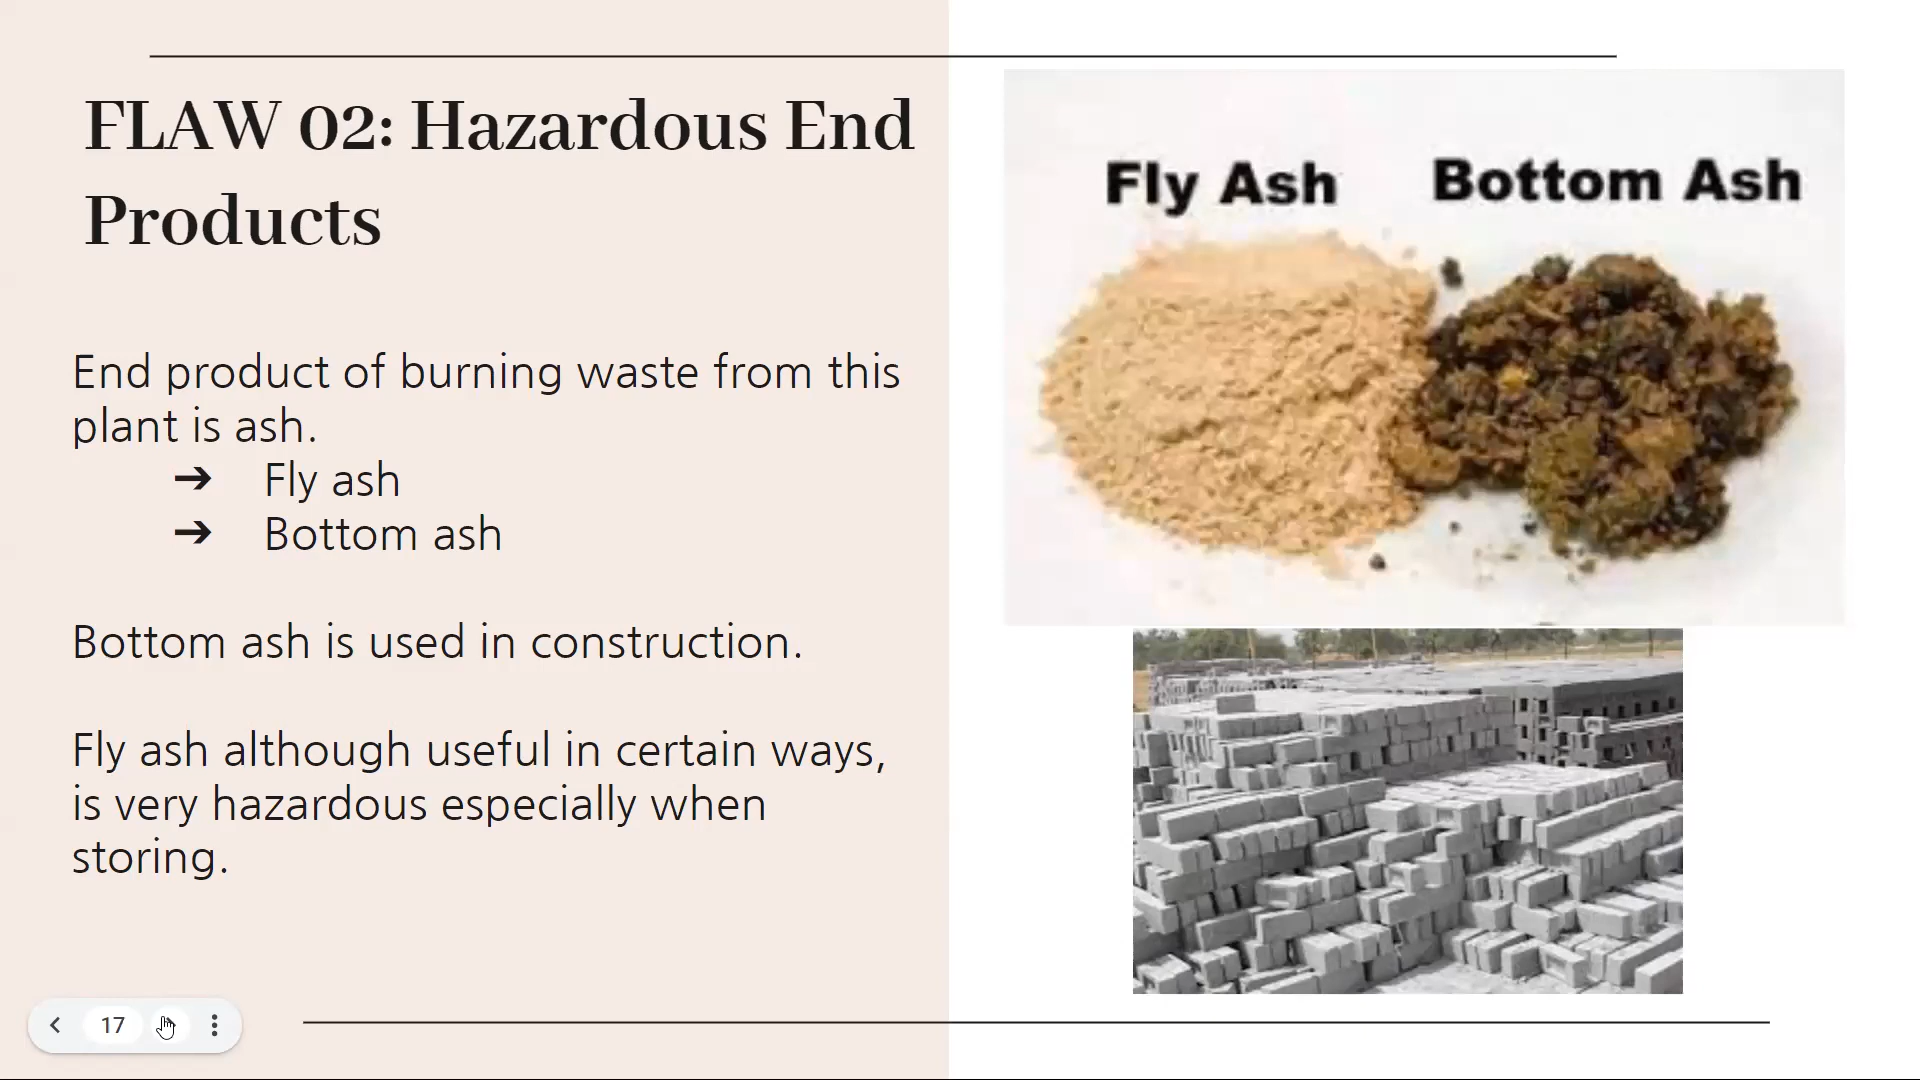 FLAW 02: Hazardous End
Products
End product of burning waste from this
plant is ash.
➔ Fly ash
➔ Bottom ash
Bottom ash is used in construction.
Fly ash although useful in certain ways,
is very hazardous especially when
storing.
Fly Ash Bottom Ash
17